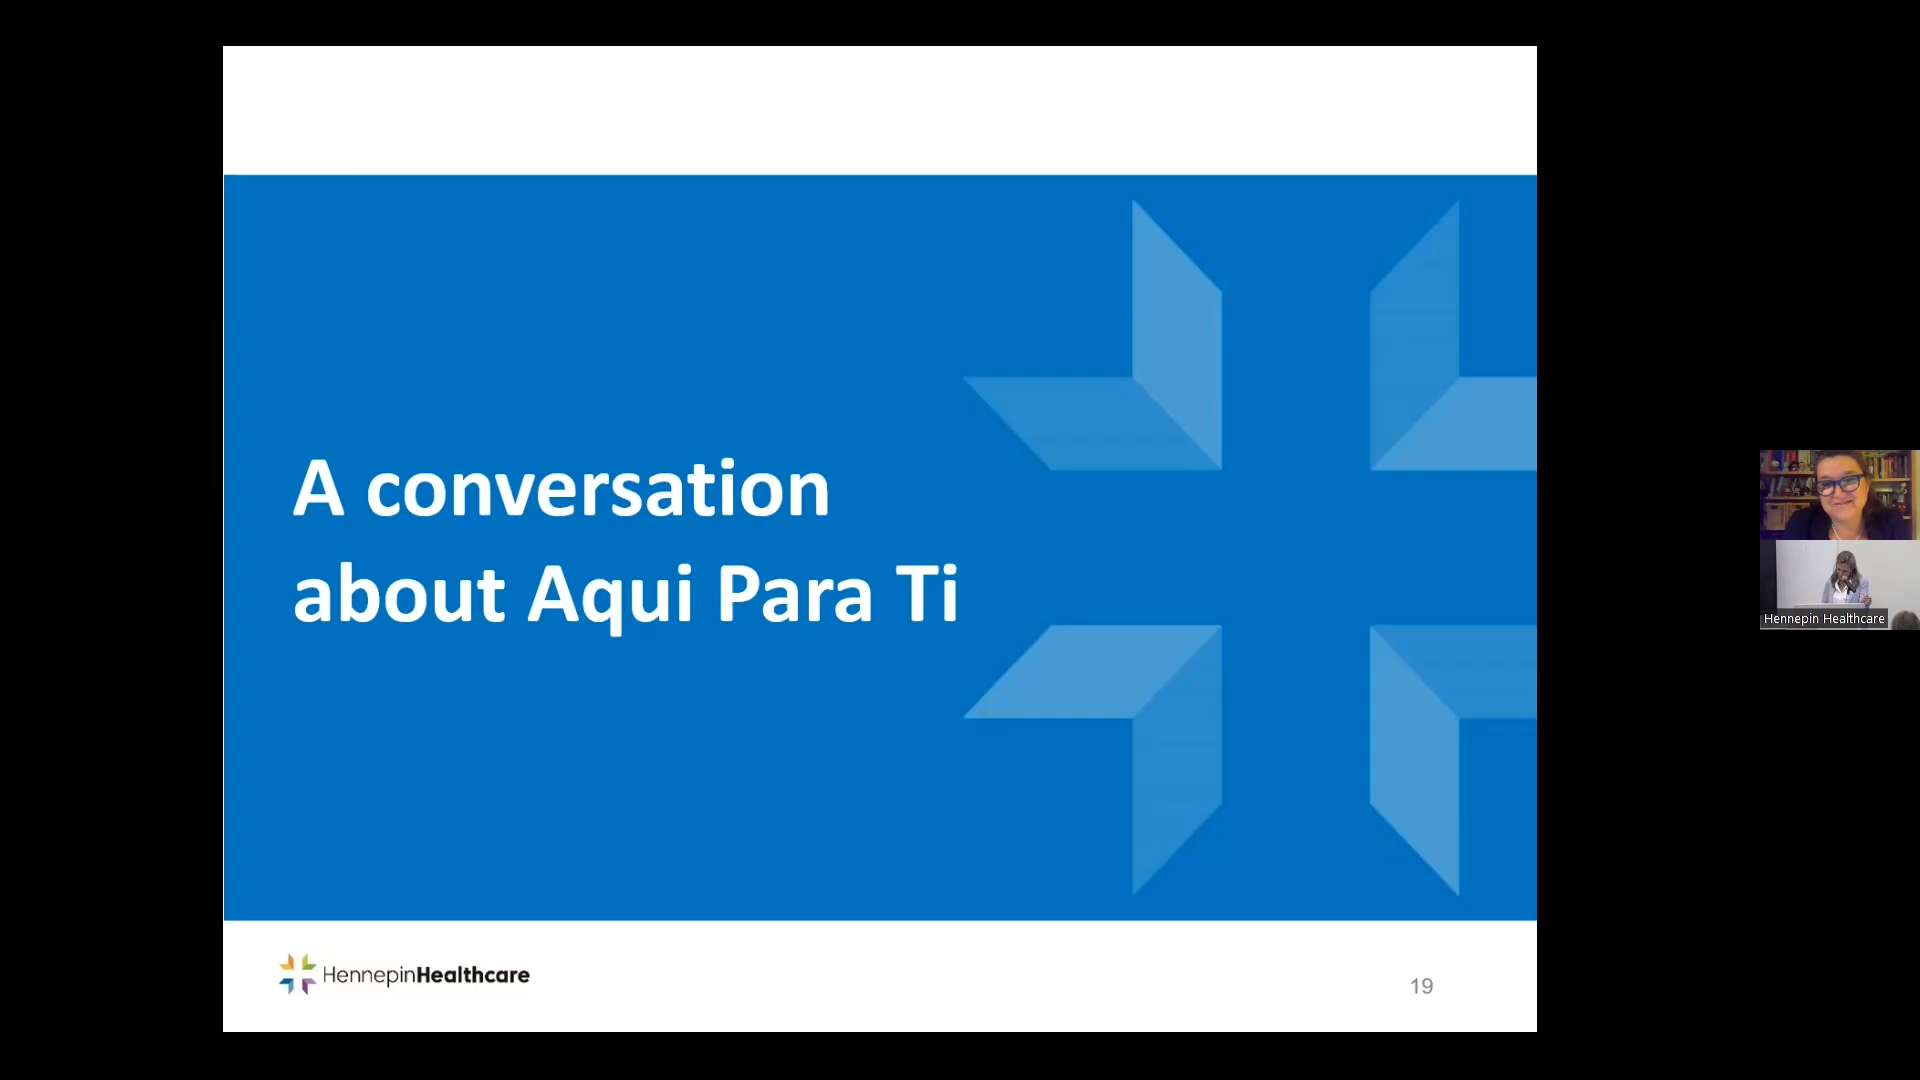 A conversation
about Aqui Para Ti
HennepinHealthcare
19
Hennepin Healthcare